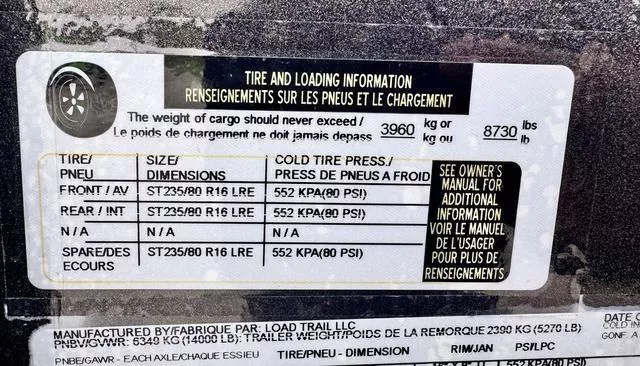 TIRE AND LOADING INFORMATION
RENSEIGNEMENTS SUR LES PNEUS ET LE CHARGEMENT
The weight of cargo should never exceed / 3960 kg or 8730 lbs
Le poids de chargement ne doit jamais depass kg ou lb
TIRE/ SIZE/ COLD TIRE PRESS./
PNEU DIMENSIONS PRESS DE PNEUS A FROID
FRONT / AV ST235/80 R16 LRE 552 KPA(80 PSI)
REAR / INT ST235/80 R16 LRE 552 KPA(80 PSI)
N / A N / A N / A
SPARE/DES ST235/80 R16 LRE 552 KPA(80 PSI)
ECOURS
SEE OWNER'S
MANUAL FOR
ADDITIONAL
INFORMATION
VOIR LE MANUEL
DE L'USAGER
POUR PLUS DE
RENSEIGNEMENTS
MANUFACTURED BY/FABRIQUE PAR: LOAD TRAIL LLC DATE
PNBV/GVWR: 6349 KG (14000 LB): TRAILER WEIGHT/POIDS DE LA REMORQUE 2390 KG (5270 LB) COLD
PNBE/GAWR - EACH AXLE/CHAQUE ESSIEU TIRE/PNEU - DIMENSION RIM/JAN PSI/LPC
552 KPA(80 PSI)